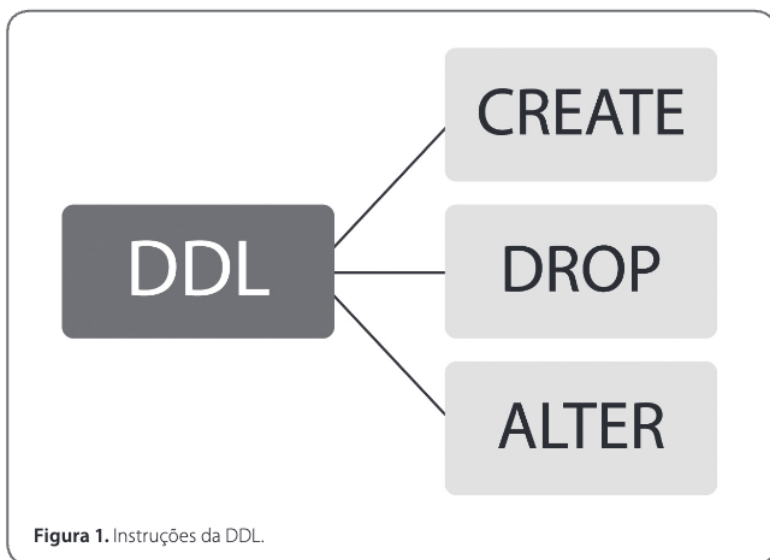 CREATE
DDL
DROP
ALTER
Figura 1. Instruções da DDL.